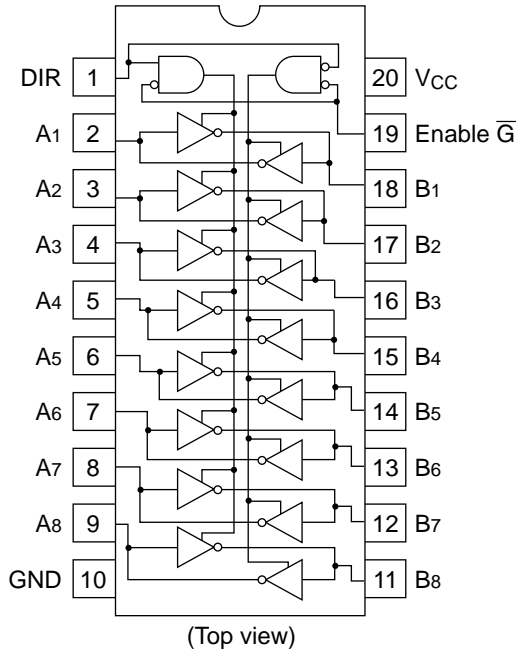 DIR 1 20 VCC
A1 2 19 Enable G̅
A2 3 18 B1
A3 4 17 B2
A4 5 16 B3
A5 6 15 B4
A6 7 14 B5
A7 8 13 B6
A8 9 12 B7
GND 10 11 B8
(Top view)